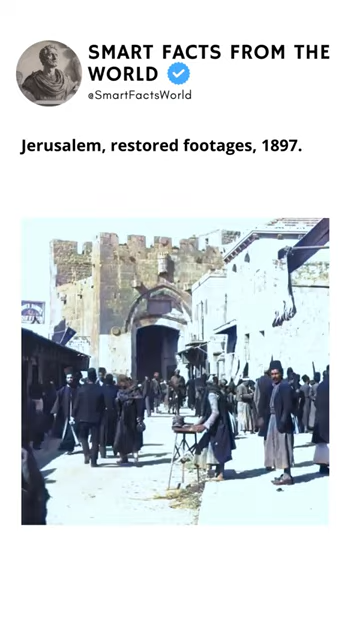 SMART FACTS FROM THE
WORLD
@SmartFactsWorld
Jerusalem, restored footages, 1897.